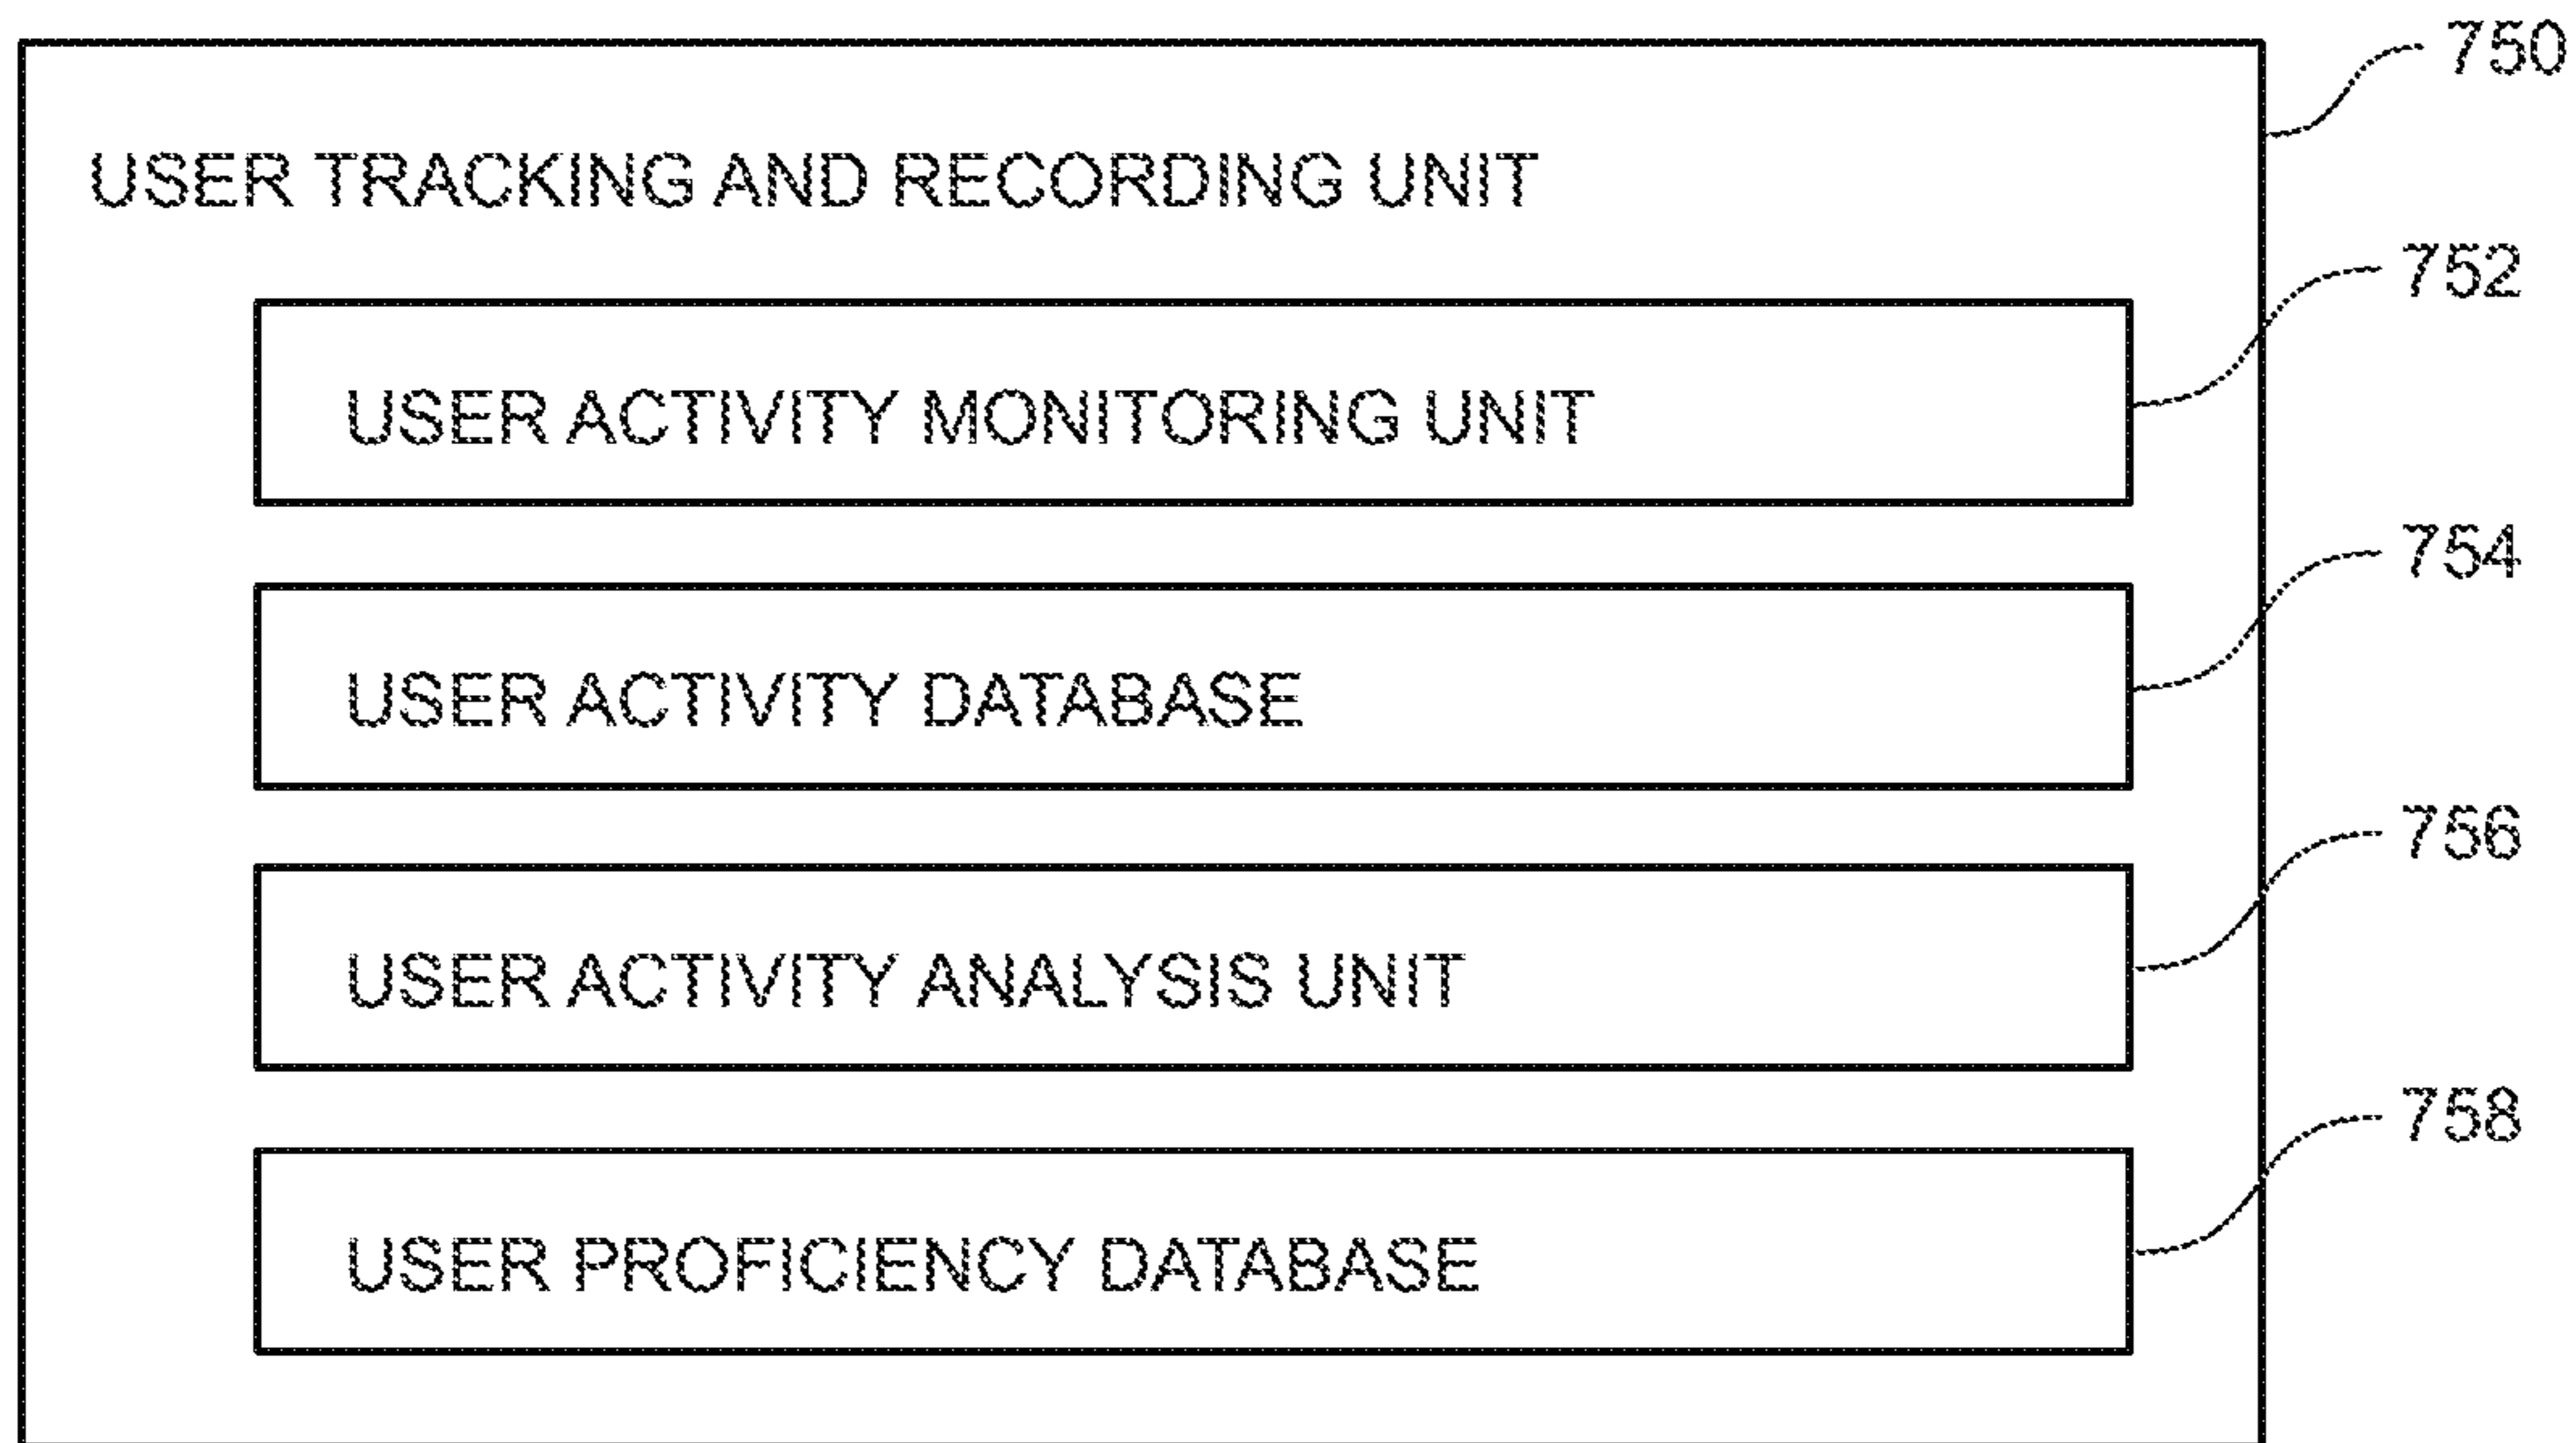 750
USER TRACKING AND RECORDING UNIT
752
USER ACTIVITY MONITORING UNIT
754
USER ACTIVITY DATABASE
756
USER ACTIVITY ANALYSIS UNIT
758
USER PROFICIENCY DATABASE